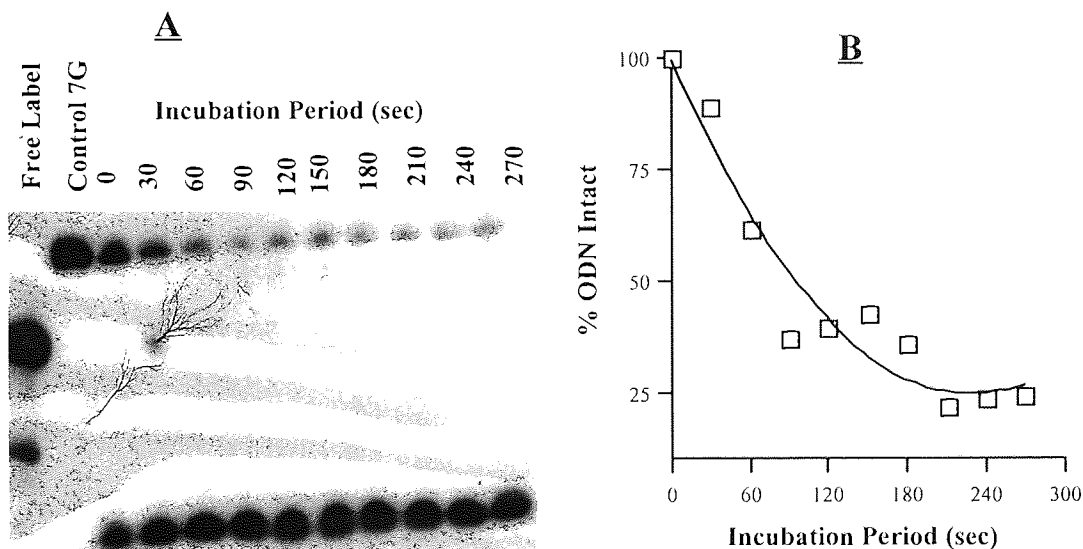 A
Free Label
Control 7G
Incubation Period (sec)
0
30
60
90
120
150
180
210
240
270
B
% ODN Intact
100
75
50
25
0
60
120
180
240
300
Incubation Period (sec)